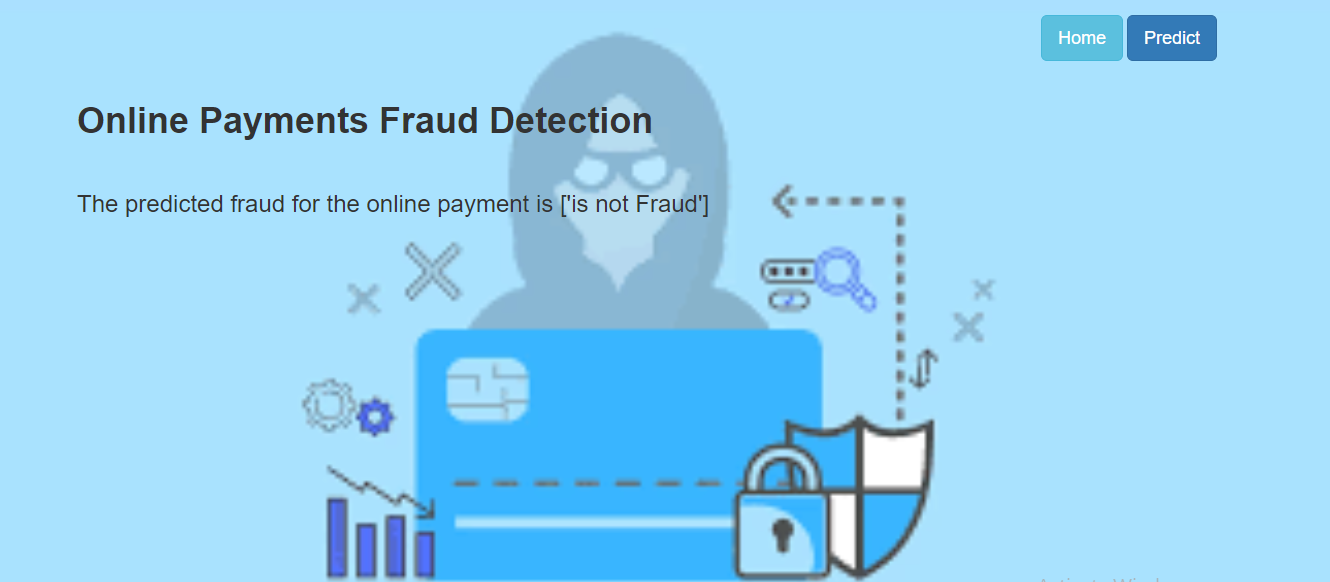 Home Predict
Online Payments Fraud Detection
The predicted fraud for the online payment is ['is not Fraud']